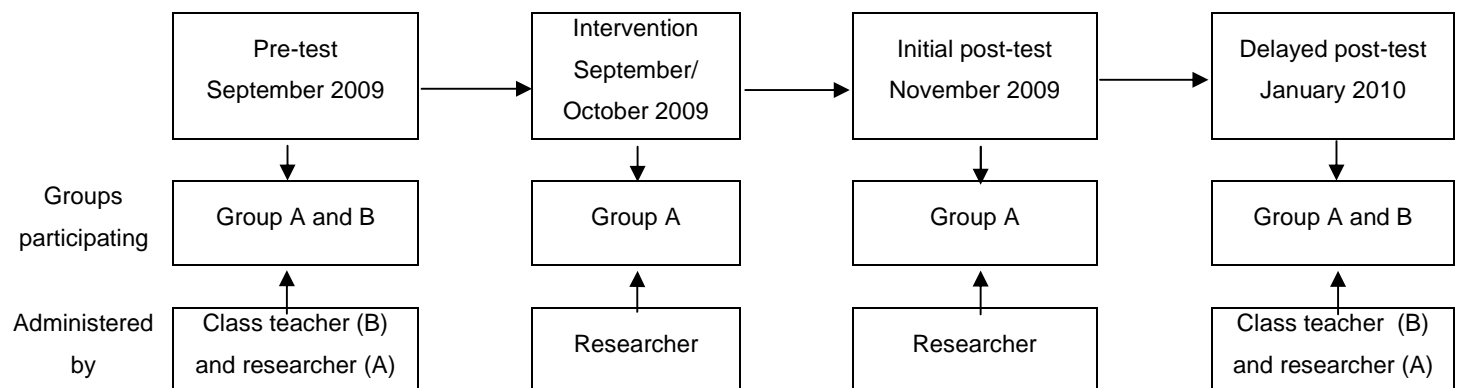 Pre-test
September 2009
Intervention
September/
October 2009
Initial post-test
November 2009
Delayed post-test
January 2010
Groups
participating
Group A and B
Group A
Group A
Group A and B
Administered
by
Class teacher (B)
and researcher (A)
Researcher
Researcher
Class teacher  (B)
and researcher (A)